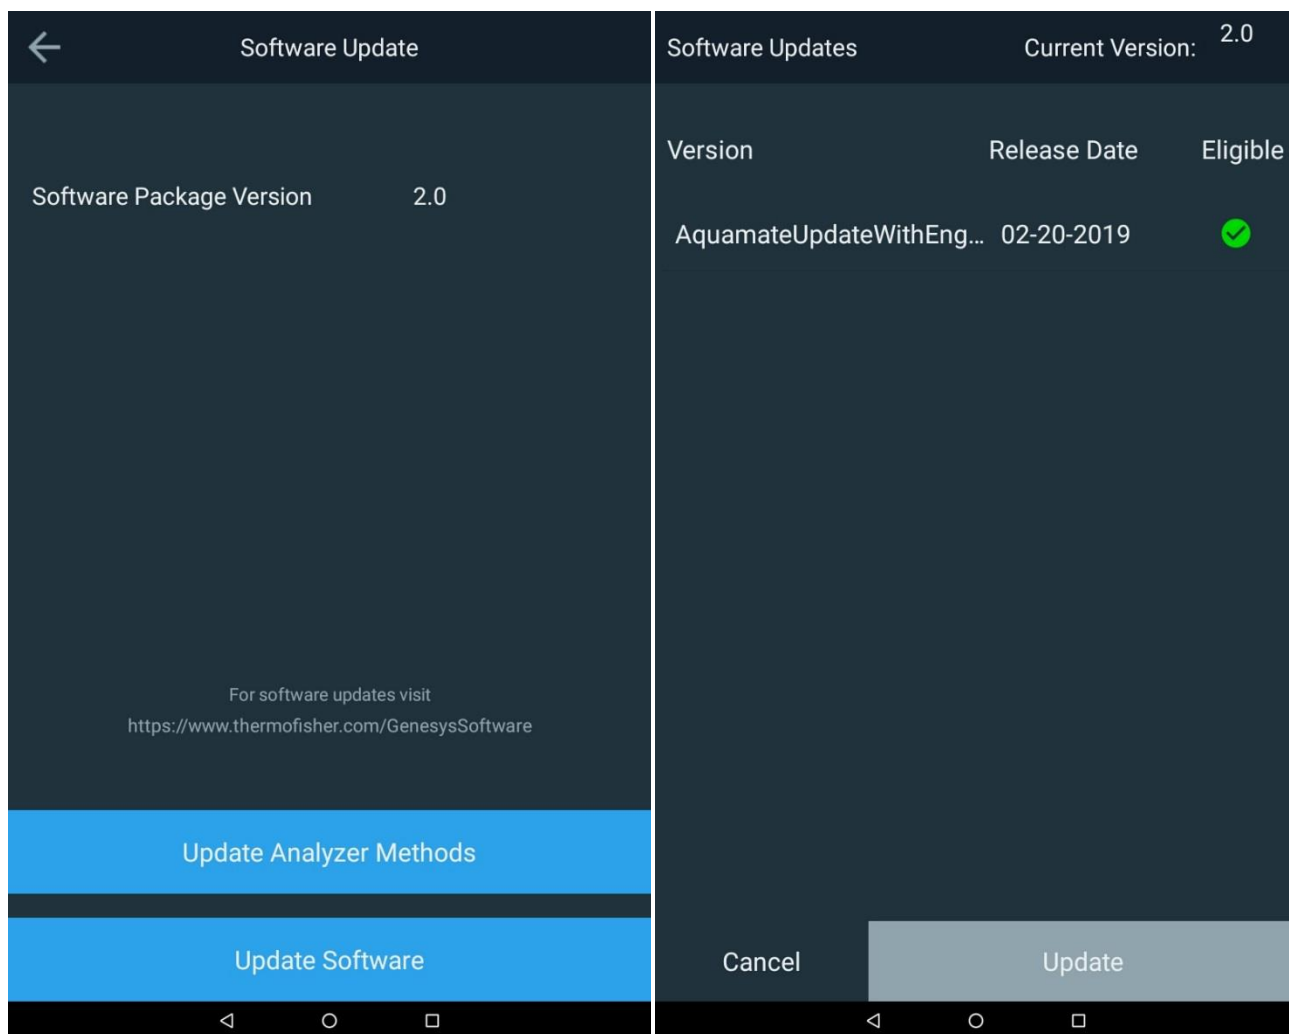 Software Update
Software Package Version 2.0
For software updates visit
https://www.thermofisher.com/GenesysSoftware
Update Analyzer Methods
Update Software
Software Updates Current Version: 2.0
Version Release Date Eligible
AquamateUpdateWithEng... 02-20-2019
Cancel Update